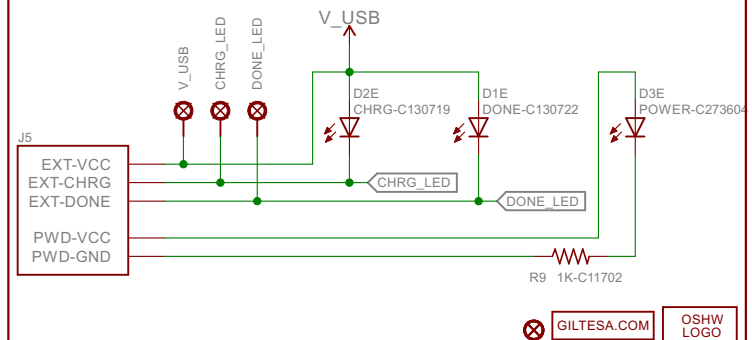 V_USB
V_USB
CHRG_LED
DONE_LED
D2E
CHRG-C130719
D1E
DONE-C130722
D3E
POWER-C273604
J5
EXT-VCC
EXT-CHRG
EXT-DONE
PWD-VCC
PWD-GND
CHRG_LED
DONE_LED
R9 1K-C11702
GILTESA.COM
OSHW
LOGO